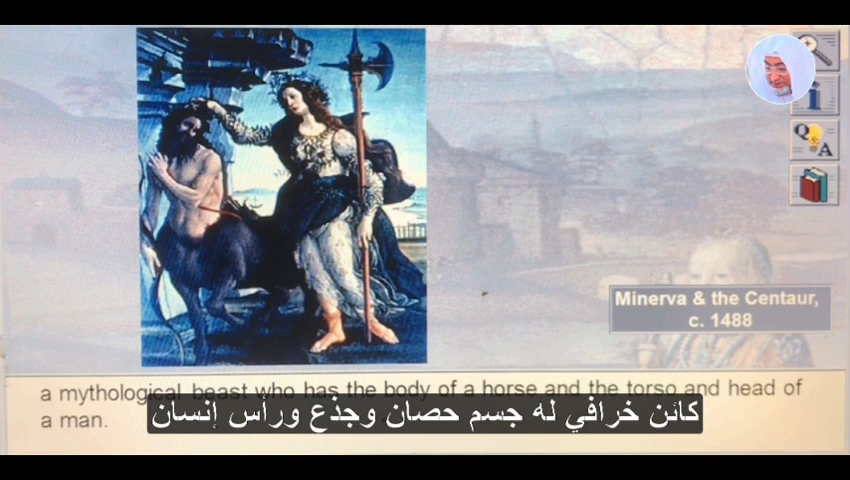 Q
A
i
Minerva & the Centaur,
c. 1488
a mythological beast who has the body of a horse and the torso and head of
a man.
كائن خرافي له جسم حصان وجذع ورأس إنسان